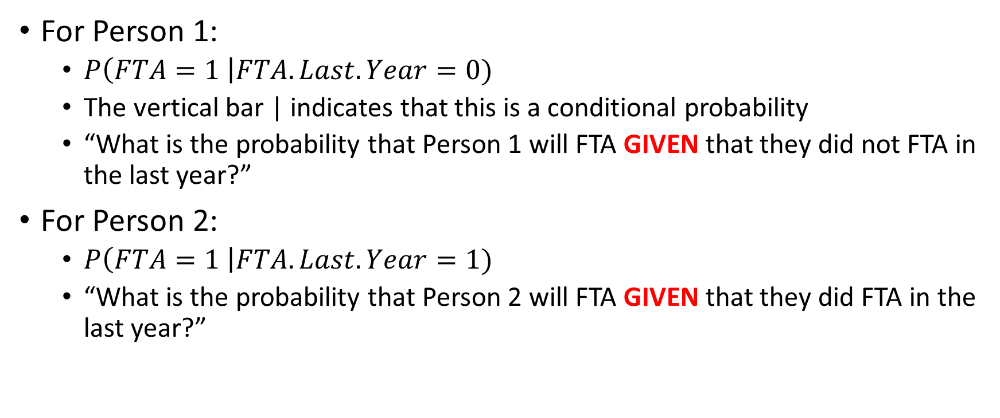 • For Person 1:
• P(FTA = 1 |FTA. Last. Year = 0)
• The vertical bar | indicates that this is a conditional probability
• “What is the probability that Person 1 will FTA GIVEN that they did not FTA in
the last year?”
• For Person 2:
• P(FTA = 1 |FTA. Last. Year = 1)
• “What is the probability that Person 2 will FTA GIVEN that they did FTA in the
last year?”